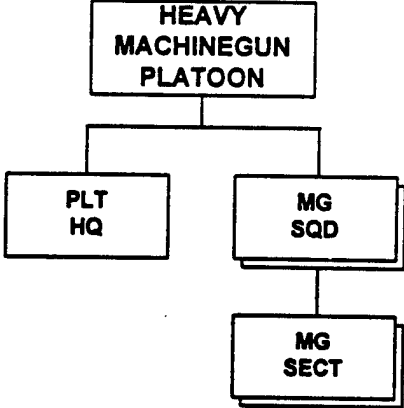 HEAVY
MACHINEGUN
PLATOON
PLT
HQ
MG
SQD
MG
SECT